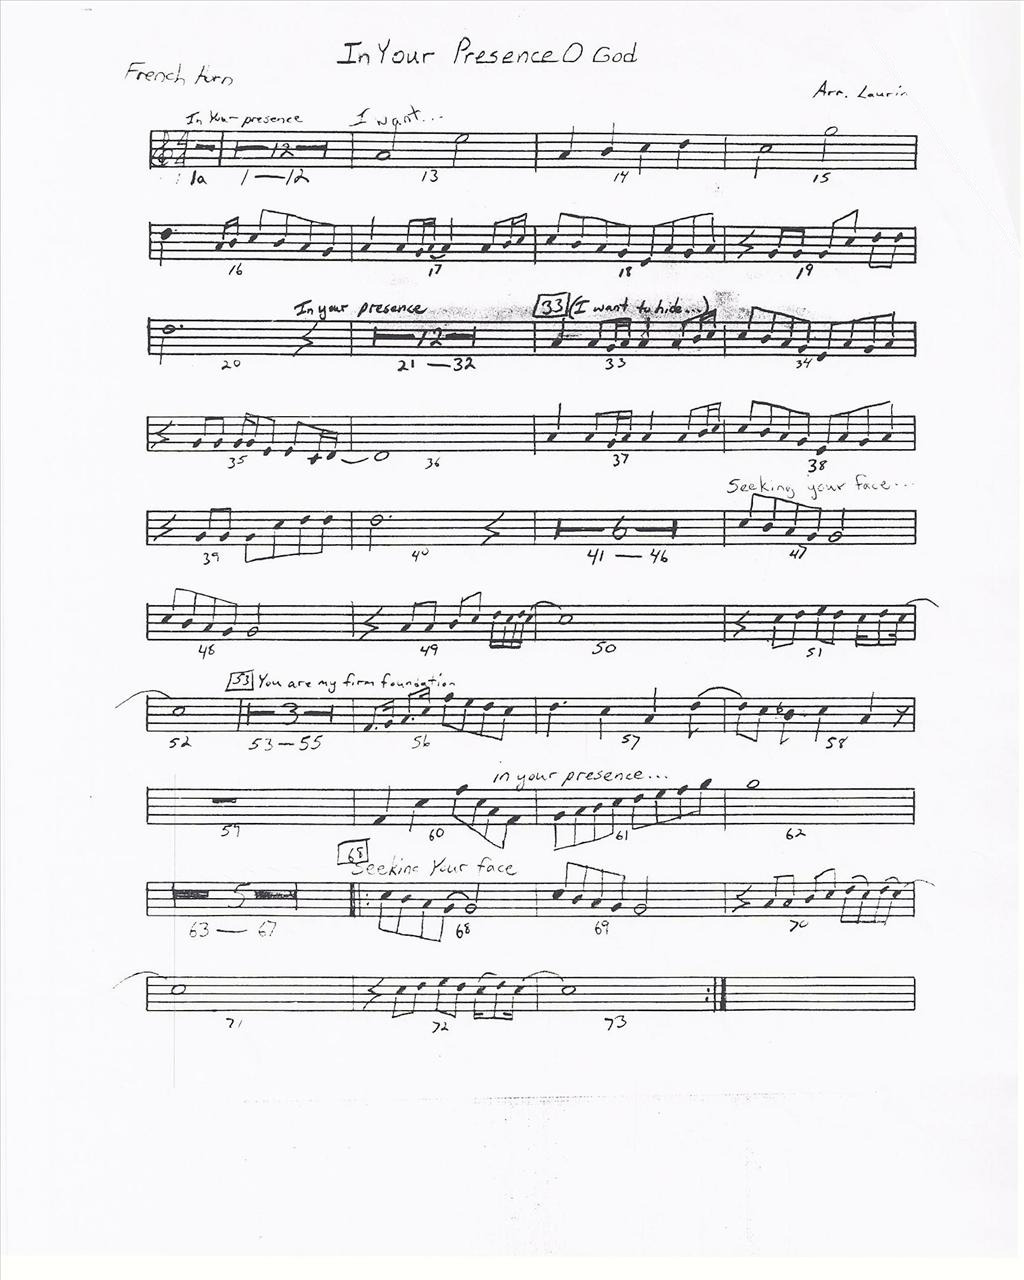 In Your Presence O God
French Horn
Arr. Laurin
In Your presence I want...
1a 1 — 12 13 14 15
12
16 17 18 19
In your presence 33 (I want to hide...)
12
20 21 — 32 33 34
35 36 37 38
Seeking your face...
6
39 40 41 — 46 47
48 49 50 51
53 You are my firm foundation
3
52 53 — 55 56 57 58
in your presence...
59 60 61 62
68
Seeking Your face
5
63 — 67 68 69 70
71 72 73